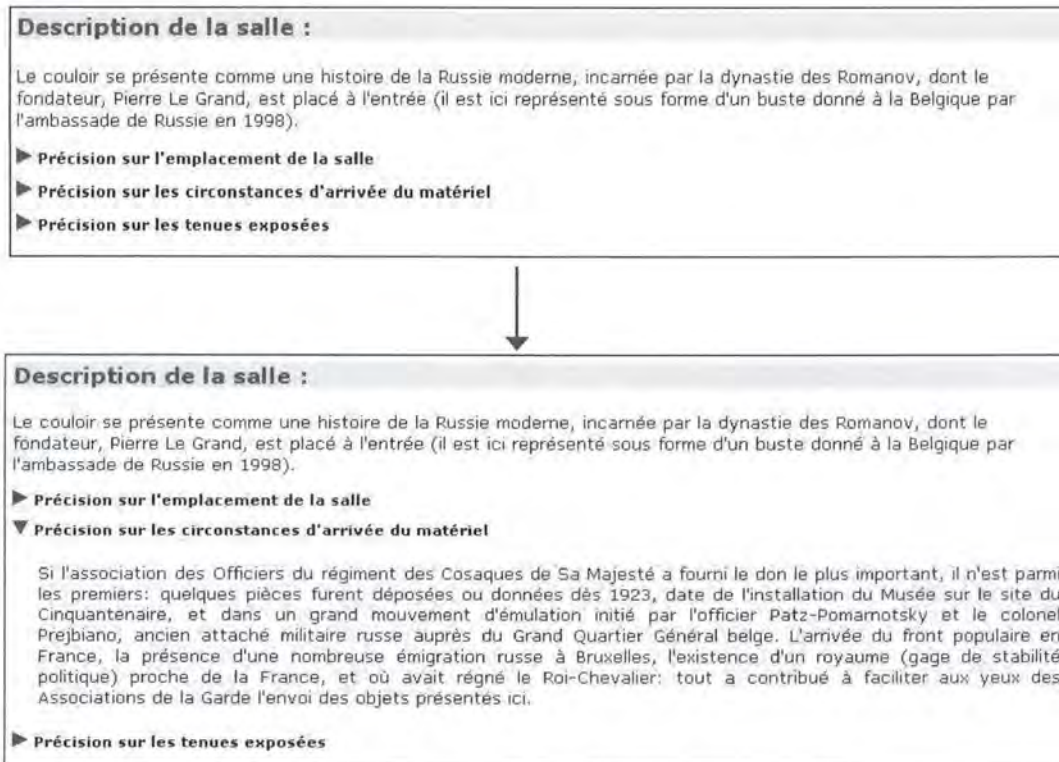 Description de la salle :
Le couloir se présente comme une histoire de la Russie moderne, incarnée par la dynastie des Romanov, dont le
fondateur, Pierre Le Grand, est placé à l'entrée (il est ici représenté sous forme d'un buste donné à la Belgique par
l'ambassade de Russie en 1998).
▶ Précision sur l'emplacement de la salle
▶ Précision sur les circonstances d'arrivée du matériel
▶ Précision sur les tenues exposées
Description de la salle :
Le couloir se présente comme une histoire de la Russie moderne, incarnée par la dynastie des Romanov, dont le
fondateur, Pierre Le Grand, est placé à l'entrée (il est ici représenté sous forme d'un buste donné à la Belgique par
l'ambassade de Russie en 1998).
▶ Précision sur l'emplacement de la salle
▼ Précision sur les circonstances d'arrivée du matériel
Si l'association des Officiers du régiment des Cosaques de Sa Majesté a fourni le don le plus important, il n'est parmi
les premiers: quelques pièces furent déposées ou données dès 1923, date de l'installation du Musée sur le site du
Cinquantenaire, et dans un grand mouvement d'émulation initié par l'officier Patz-Pomarnotsky et le colonel
Prejbiano, ancien attaché militaire russe auprès du Grand Quartier Général belge. L'arrivée du front populaire en
France, la présence d'une nombreuse émigration russe à Bruxelles, l'existence d'un royaume (gage de stabilité
politique) proche de la France, et où avait régné le Roi-Chevalier: tout a contribué à faciliter aux yeux des
Associations de la Garde l'envoi des objets présentés ici.
▶ Précision sur les tenues exposées